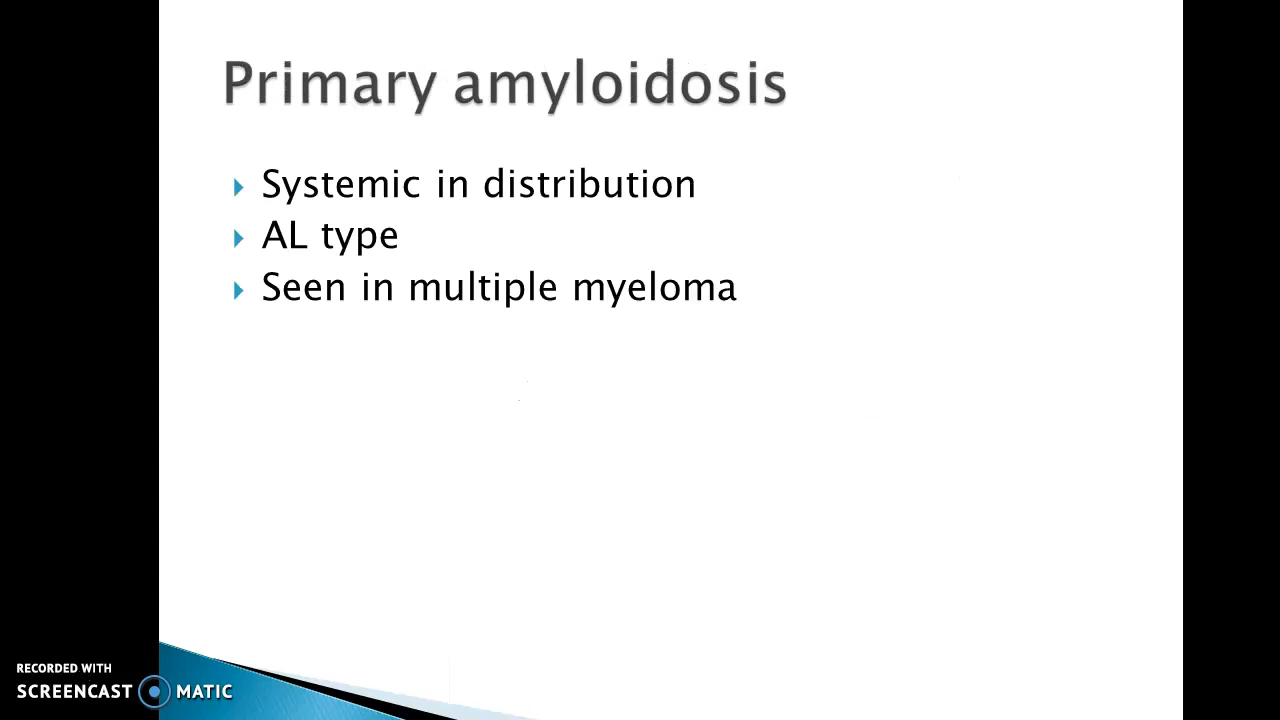 Primary amyloidosis
Systemic in distribution
AL type
Seen in multiple myeloma
RECORDED WITH
SCREENCAST MATIC